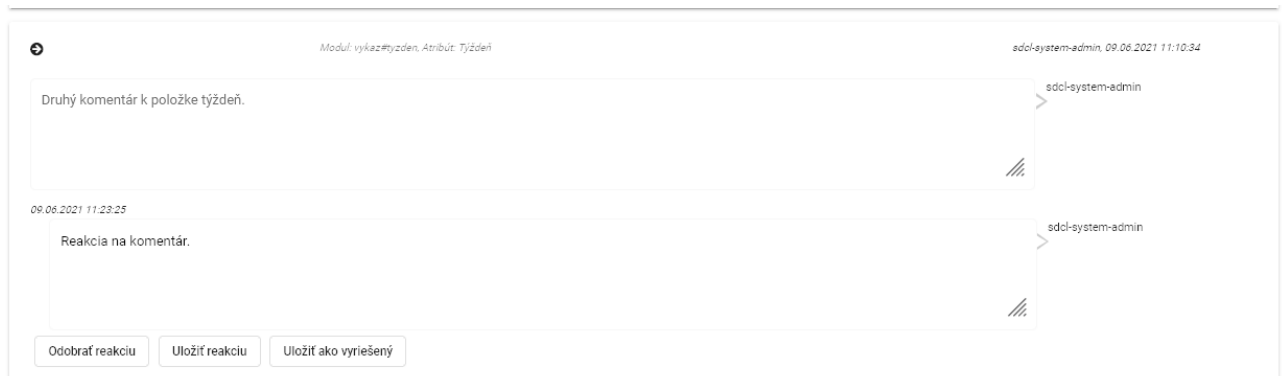 Modul: vykaz#tyzden, Atribút: Týždeň
sdcl-system-admin, 09.06.2021 11:10:34
Druhý komentár k položke týždeň.
sdcl-system-admin
09.06.2021 11:23:25
Reakcia na komentár.
sdcl-system-admin
Odobrať reakciu Uložiť reakciu Uložiť ako vyriešený